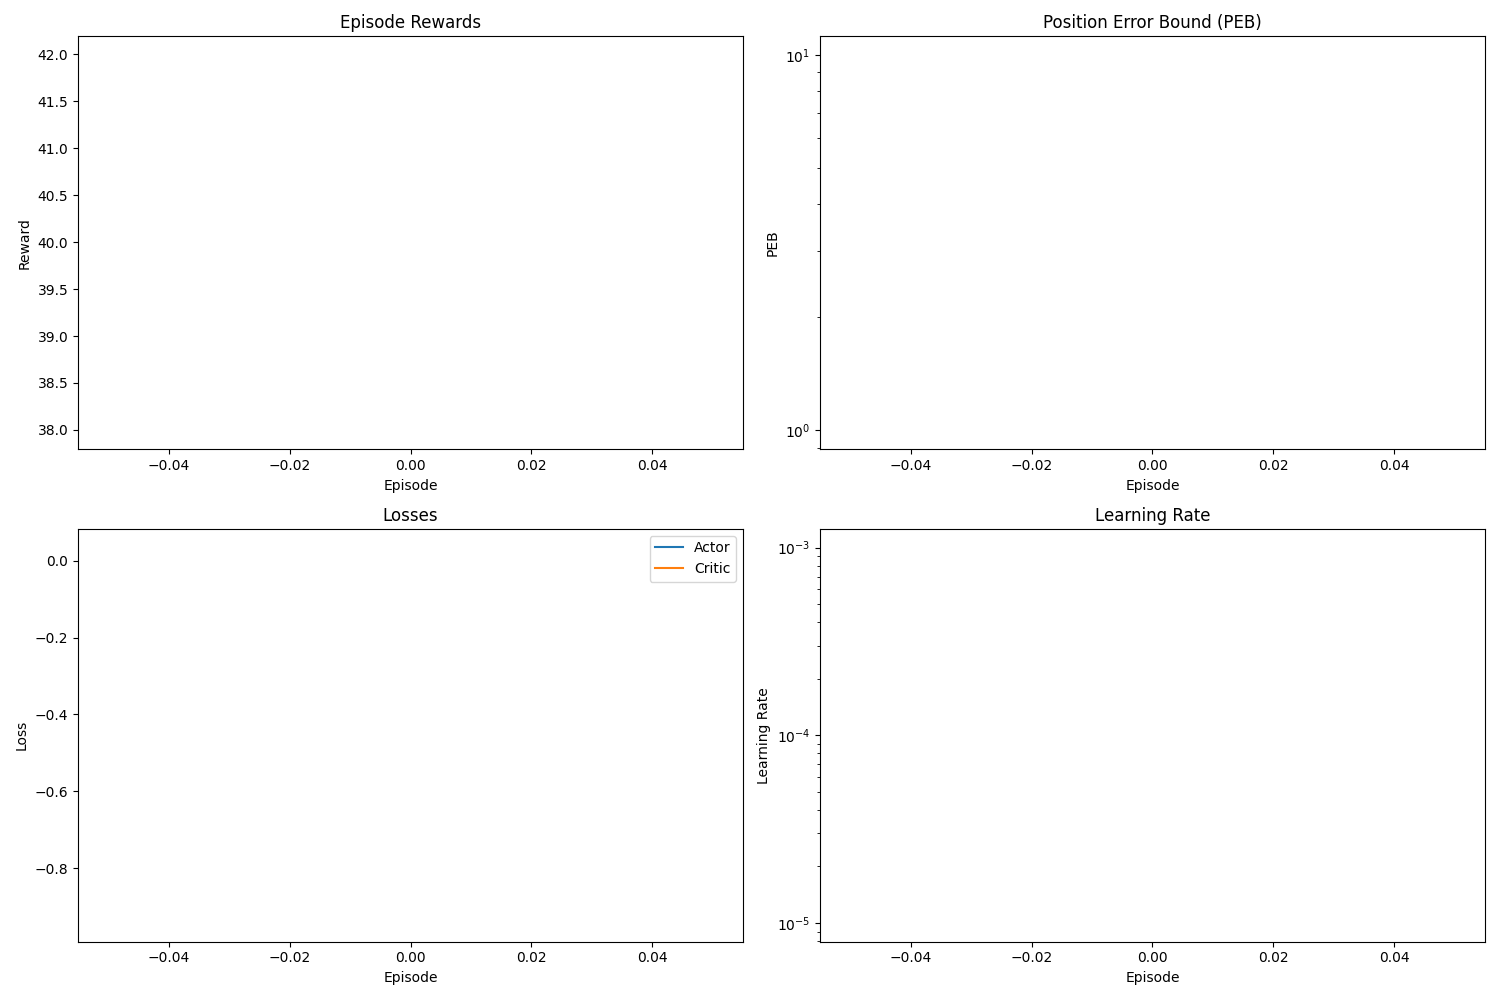 Episode Rewards
42.0
41.5
41.0
40.5
40.0
39.5
39.0
38.5
38.0
Reward
−0.04 −0.02 0.00 0.02 0.04
Episode
Position Error Bound (PEB)
10¹
10⁰
PEB
−0.04 −0.02 0.00 0.02 0.04
Episode
Losses
Actor
Critic
0.0
−0.2
−0.4
−0.6
−0.8
Loss
−0.04 −0.02 0.00 0.02 0.04
Episode
Learning Rate
10⁻³
10⁻⁴
10⁻⁵
Learning Rate
−0.04 −0.02 0.00 0.02 0.04
Episode